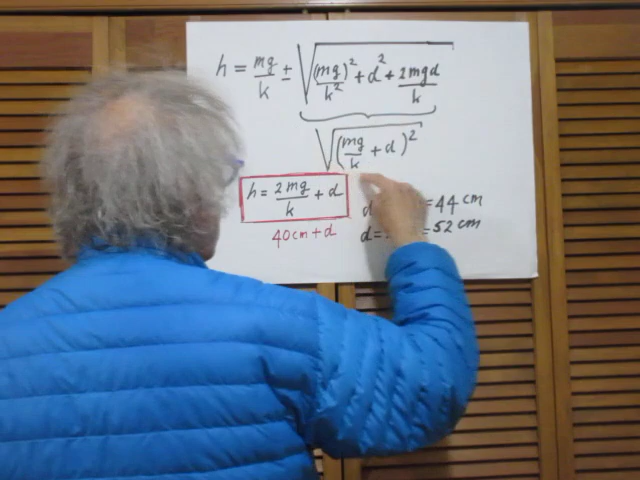 h = mg/k ± √((mg)²/k² + d² + 2mgd/k)
√((mg/k + d)²)
h = 2mg/k + d
40cm + d
d = 44 cm
d = = 52 cm